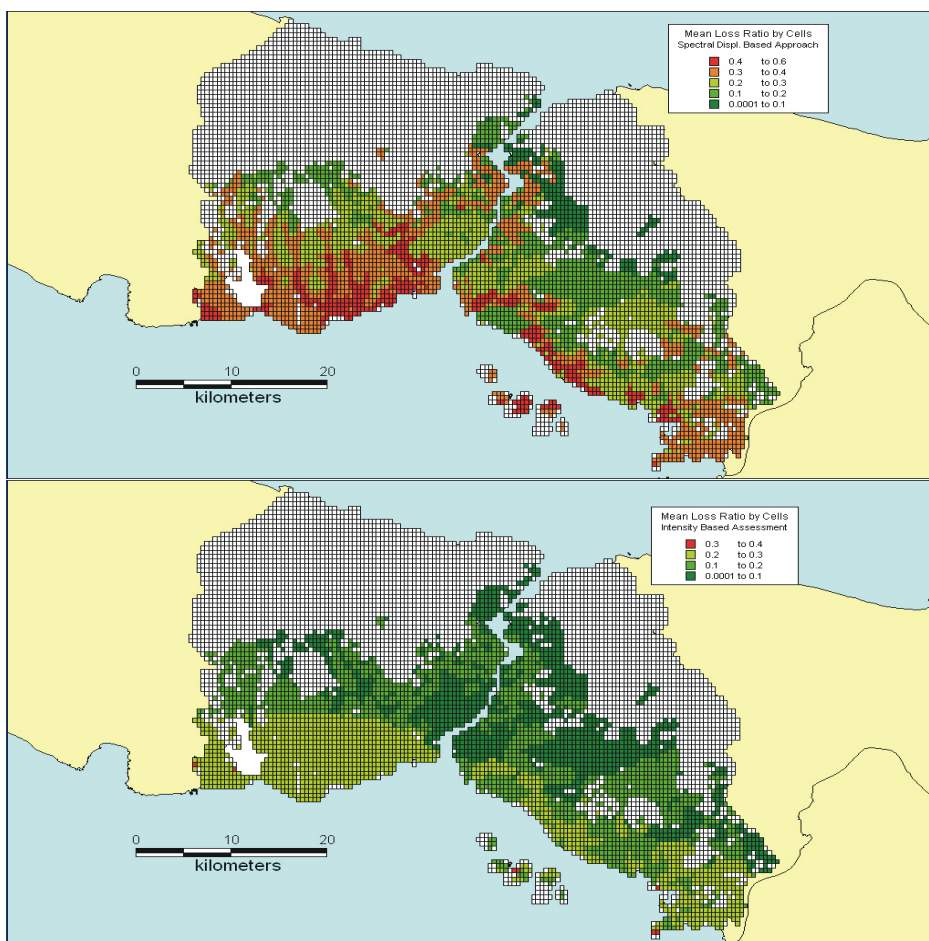 Mean Loss Ratio by Cells
Spectral Displ. Based Approach
0.4 to 0.6
0.3 to 0.4
0.2 to 0.3
0.1 to 0.2
0.0001 to 0.1
0 10 20
kilometers
Mean Loss Ratio by Cells
Intensity Based Assessment
0.3 to 0.4
0.2 to 0.3
0.1 to 0.2
0.0001 to 0.1
0 10 20
kilometers